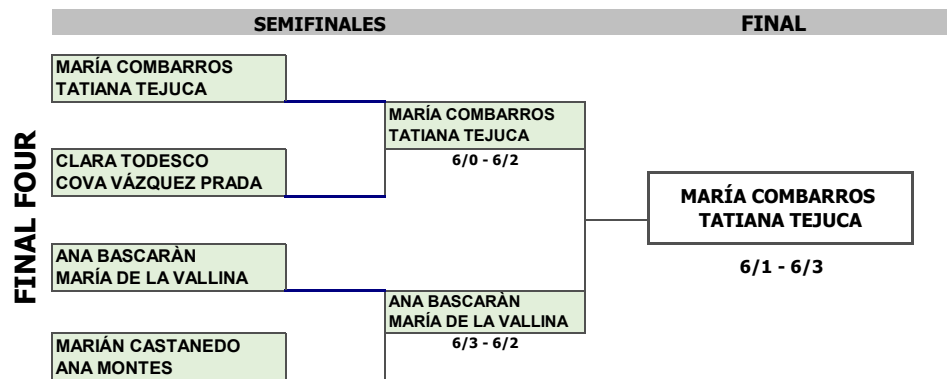 SEMIFINALES
FINAL
FINAL FOUR
MARÍA COMBARROS
TATIANA TEJUCA
CLARA TODESCO
COVA VÁZQUEZ PRADA
ANA BASCARÀN
MARÍA DE LA VALLINA
MARIÁN CASTANEDO
ANA MONTES
MARÍA COMBARROS
TATIANA TEJUCA
6/0 - 6/2
ANA BASCARÀN
MARÍA DE LA VALLINA
6/3 - 6/2
MARÍA COMBARROS
TATIANA TEJUCA
6/1 - 6/3